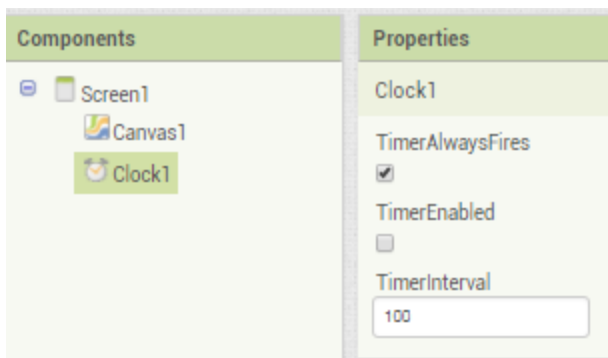 Components
Screen1
Canvas1
Clock1
Properties
Clock1
TimerAlwaysFires
TimerEnabled
TimerInterval
100